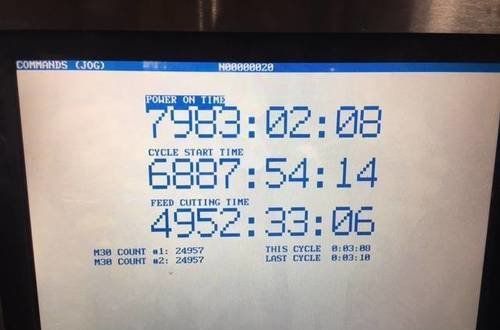 COMMANDS (JOG) N00000020
POWER ON TIME
7983:02:08
CYCLE START TIME
6887:54:14
FEED CUTTING TIME
4952:33:06
M30 COUNT #1: 24957 THIS CYCLE 0:03:08
M30 COUNT #2: 24957 LAST CYCLE 0:03:10